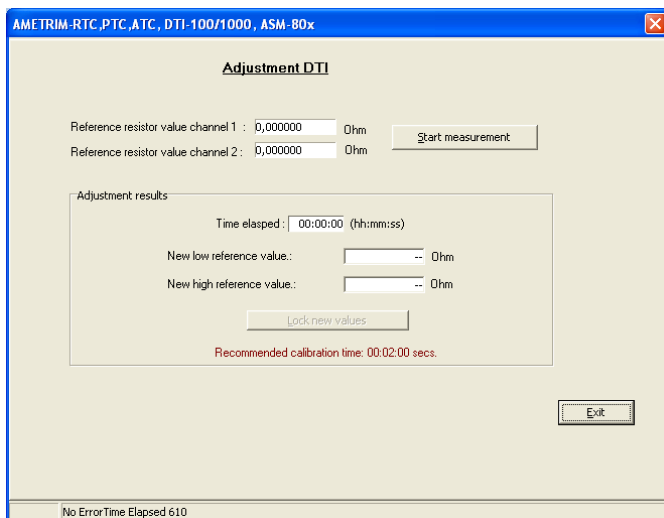 AMETRIM-RTC,PTC,ATC, DTI-100/1000, ASM-80x
Adjustment DTI
Reference resistor value channel 1 : 0,000000 Ohm
Start measurement
Reference resistor value channel 2 : 0,000000 Ohm
Adjustment results
Time elasped : 00:00:00 (hh:mm:ss)
New low reference value.: -- Ohm
New high reference value.: -- Ohm
Lock new values
Recommended calibration time: 00:02:00 secs.
Exit
No ErrorTime Elapsed 610